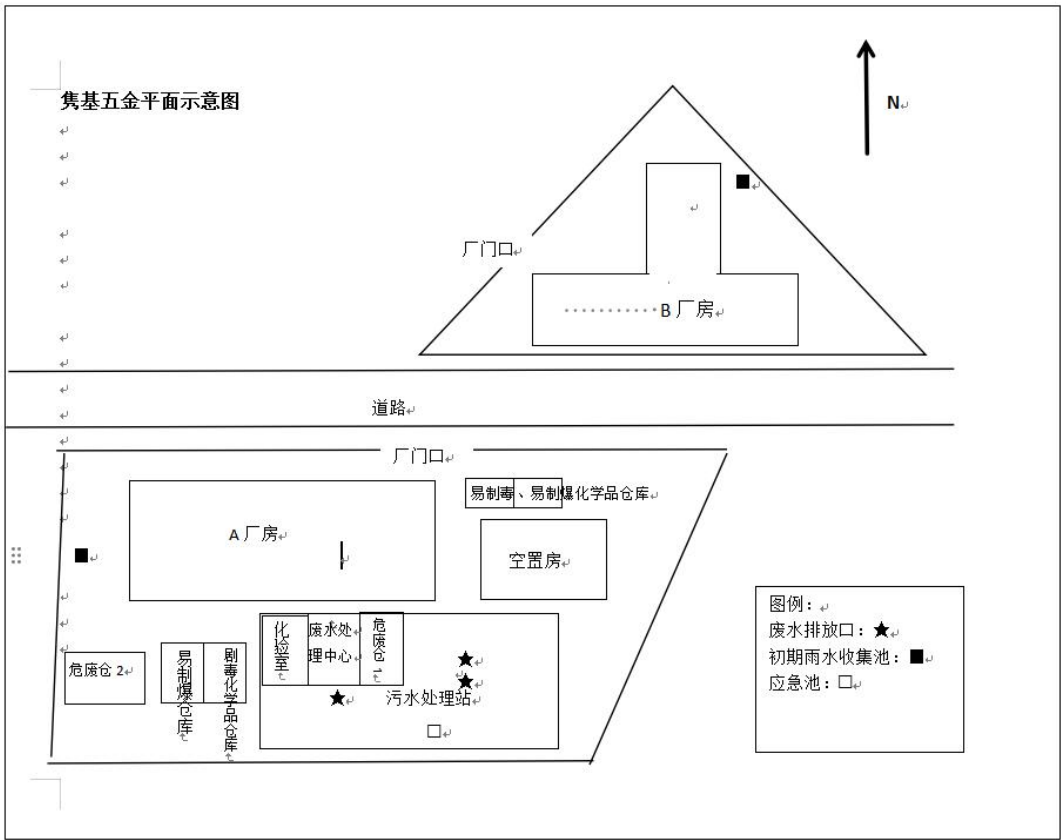 隽基五金平面示意图
N
厂门口
B 厂房
道路
厂门口
易制毒、易制爆化学品仓库
A 厂房
空置房
图例：
废水排放口：★
初期雨水收集池：■
应急池：□
化验室
废水处
理中心
危废仓 1
危废仓 2
易制爆仓库
剧毒化学品仓库
污水处理站